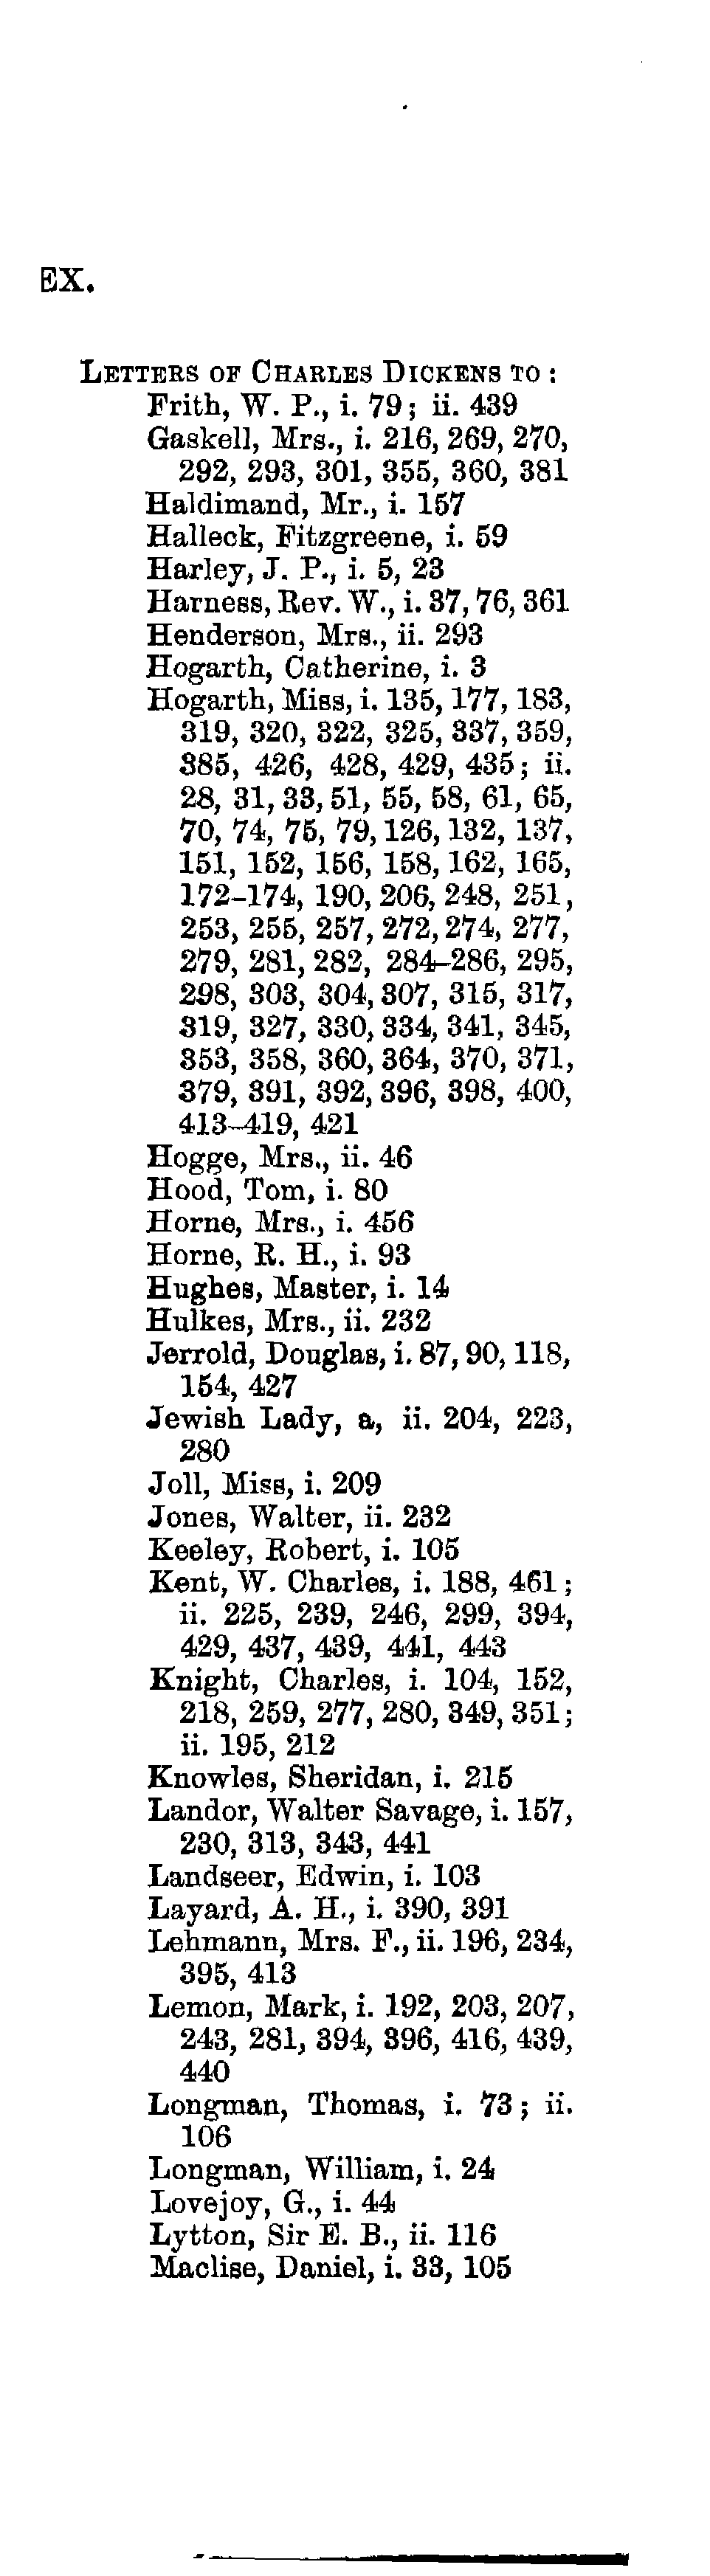 EX.
LETTERS OF CHARLES DICKENS TO :
Frith, W. P., i. 79; ii. 439
Gaskell, Mrs., i. 216, 269, 270,
292, 293, 301, 355, 360, 381
Haldimand, Mr., i. 157
Halleck, Fitzgreene, i. 59
Harley, J. P., i. 5, 23
Harness, Rev. W., i. 37, 76, 361
Henderson, Mrs., ii. 293
Hogarth, Catherine, i. 3
Hogarth, Miss, i. 135, 177, 183,
319, 320, 322, 325, 337, 359,
385, 426, 428, 429, 435; ii.
28, 31, 33, 51, 55, 58, 61, 65,
70, 74, 75, 79, 126, 132, 137,
151, 152, 156, 158, 162, 165,
172-174, 190, 206, 248, 251,
253, 255, 257, 272, 274, 277,
279, 281, 282, 284-286, 295,
298, 303, 304, 307, 315, 317,
319, 327, 330, 334, 341, 345,
353, 358, 360, 364, 370, 371,
379, 391, 392, 396, 398, 400,
413-419, 421
Hogge, Mrs., ii. 46
Hood, Tom, i. 80
Horne, Mrs., i. 456
Horne, R. H., i. 93
Hughes, Master, i. 14
Hulkes, Mrs., ii. 232
Jerrold, Douglas, i. 87, 90, 118,
154, 427
Jewish Lady, a, ii. 204, 223,
280
Joll, Miss, i. 209
Jones, Walter, ii. 232
Keeley, Robert, i. 105
Kent, W. Charles, i. 188, 461;
ii. 225, 239, 246, 299, 394,
429, 437, 439, 441, 443
Knight, Charles, i. 104, 152,
218, 259, 277, 280, 349, 351;
ii. 195, 212
Knowles, Sheridan, i. 215
Landor, Walter Savage, i. 157,
230, 313, 343, 441
Landseer, Edwin, i. 103
Layard, A. H., i. 390, 391
Lehmann, Mrs. F., ii. 196, 234,
395, 413
Lemon, Mark, i. 192, 203, 207,
243, 281, 394, 396, 416, 439,
440
Longman, Thomas, i. 73; ii.
106
Longman, William, i. 24
Lovejoy, G., i. 44
Lytton, Sir E. B., ii. 116
Maclise, Daniel, i. 33, 105